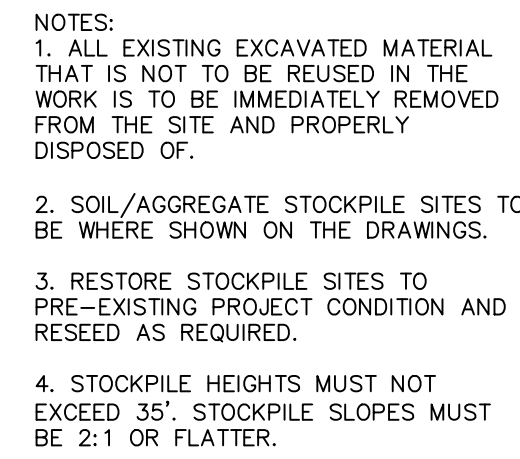 NOTES:
1. ALL EXISTING EXCAVATED MATERIAL
THAT IS NOT TO BE REUSED IN THE
WORK IS TO BE IMMEDIATELY REMOVED
FROM THE SITE AND PROPERLY
DISPOSED OF.
2. SOIL/AGGREGATE STOCKPILE SITES TO
BE WHERE SHOWN ON THE DRAWINGS.
3. RESTORE STOCKPILE SITES TO
PRE-EXISTING PROJECT CONDITION AND
RESEED AS REQUIRED.
4. STOCKPILE HEIGHTS MUST NOT
EXCEED 35'. STOCKPILE SLOPES MUST
BE 2:1 OR FLATTER.